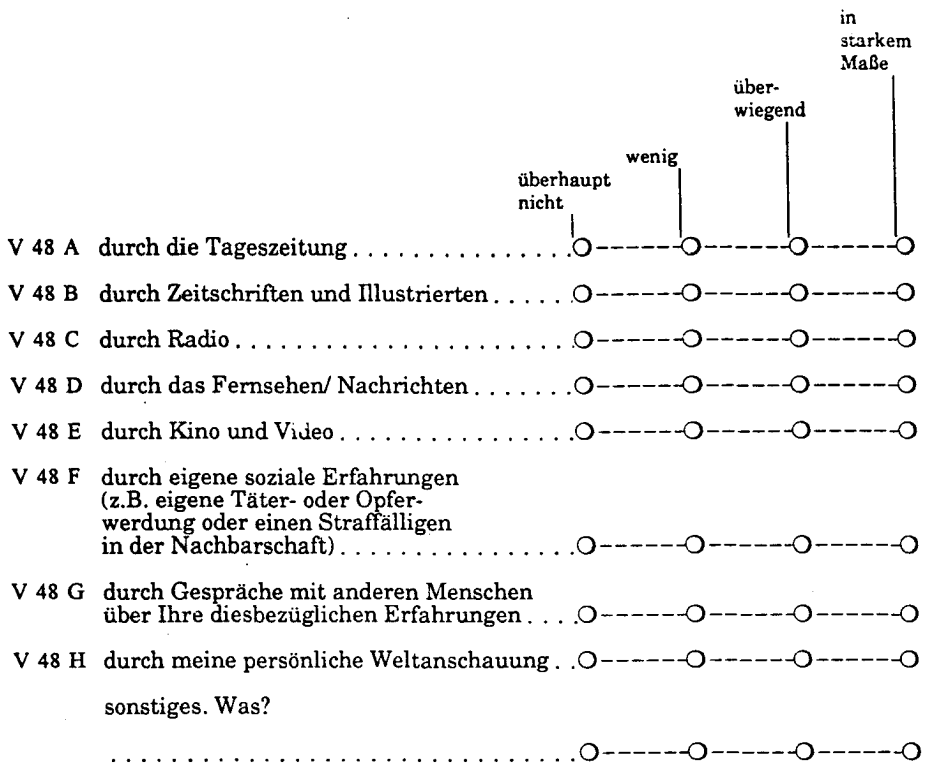 in
starkem
Maße
über-
wiegend
wenig
überhaupt
nicht
V 48 A durch die Tageszeitung . . . . . . . . . . . . . . . .O------O------O------O
V 48 B durch Zeitschriften und Illustrierten . . . . . .O------O------O------O
V 48 C durch Radio . . . . . . . . . . . . . . . . . . . . . . . .O------O------O------O
V 48 D durch das Fernsehen/ Nachrichten . . . . . . .O------O------O------O
V 48 E durch Kino und Video . . . . . . . . . . . . . . . .O------O------O------O
V 48 F durch eigene soziale Erfahrungen
(z.B. eigene Täter- oder Opfer-
werdung oder einen Straffälligen
in der Nachbarschaft) . . . . . . . . . . . . . . . .O------O------O------O
V 48 G durch Gespräche mit anderen Menschen
über Ihre diesbezüglichen Erfahrungen . . . .O------O------O------O
V 48 H durch meine persönliche Weltanschauung . .O------O------O------O
sonstiges. Was?
. . . . . . . . . . . . . . . . . . . . . . . . . . . . . . .O------O------O------O